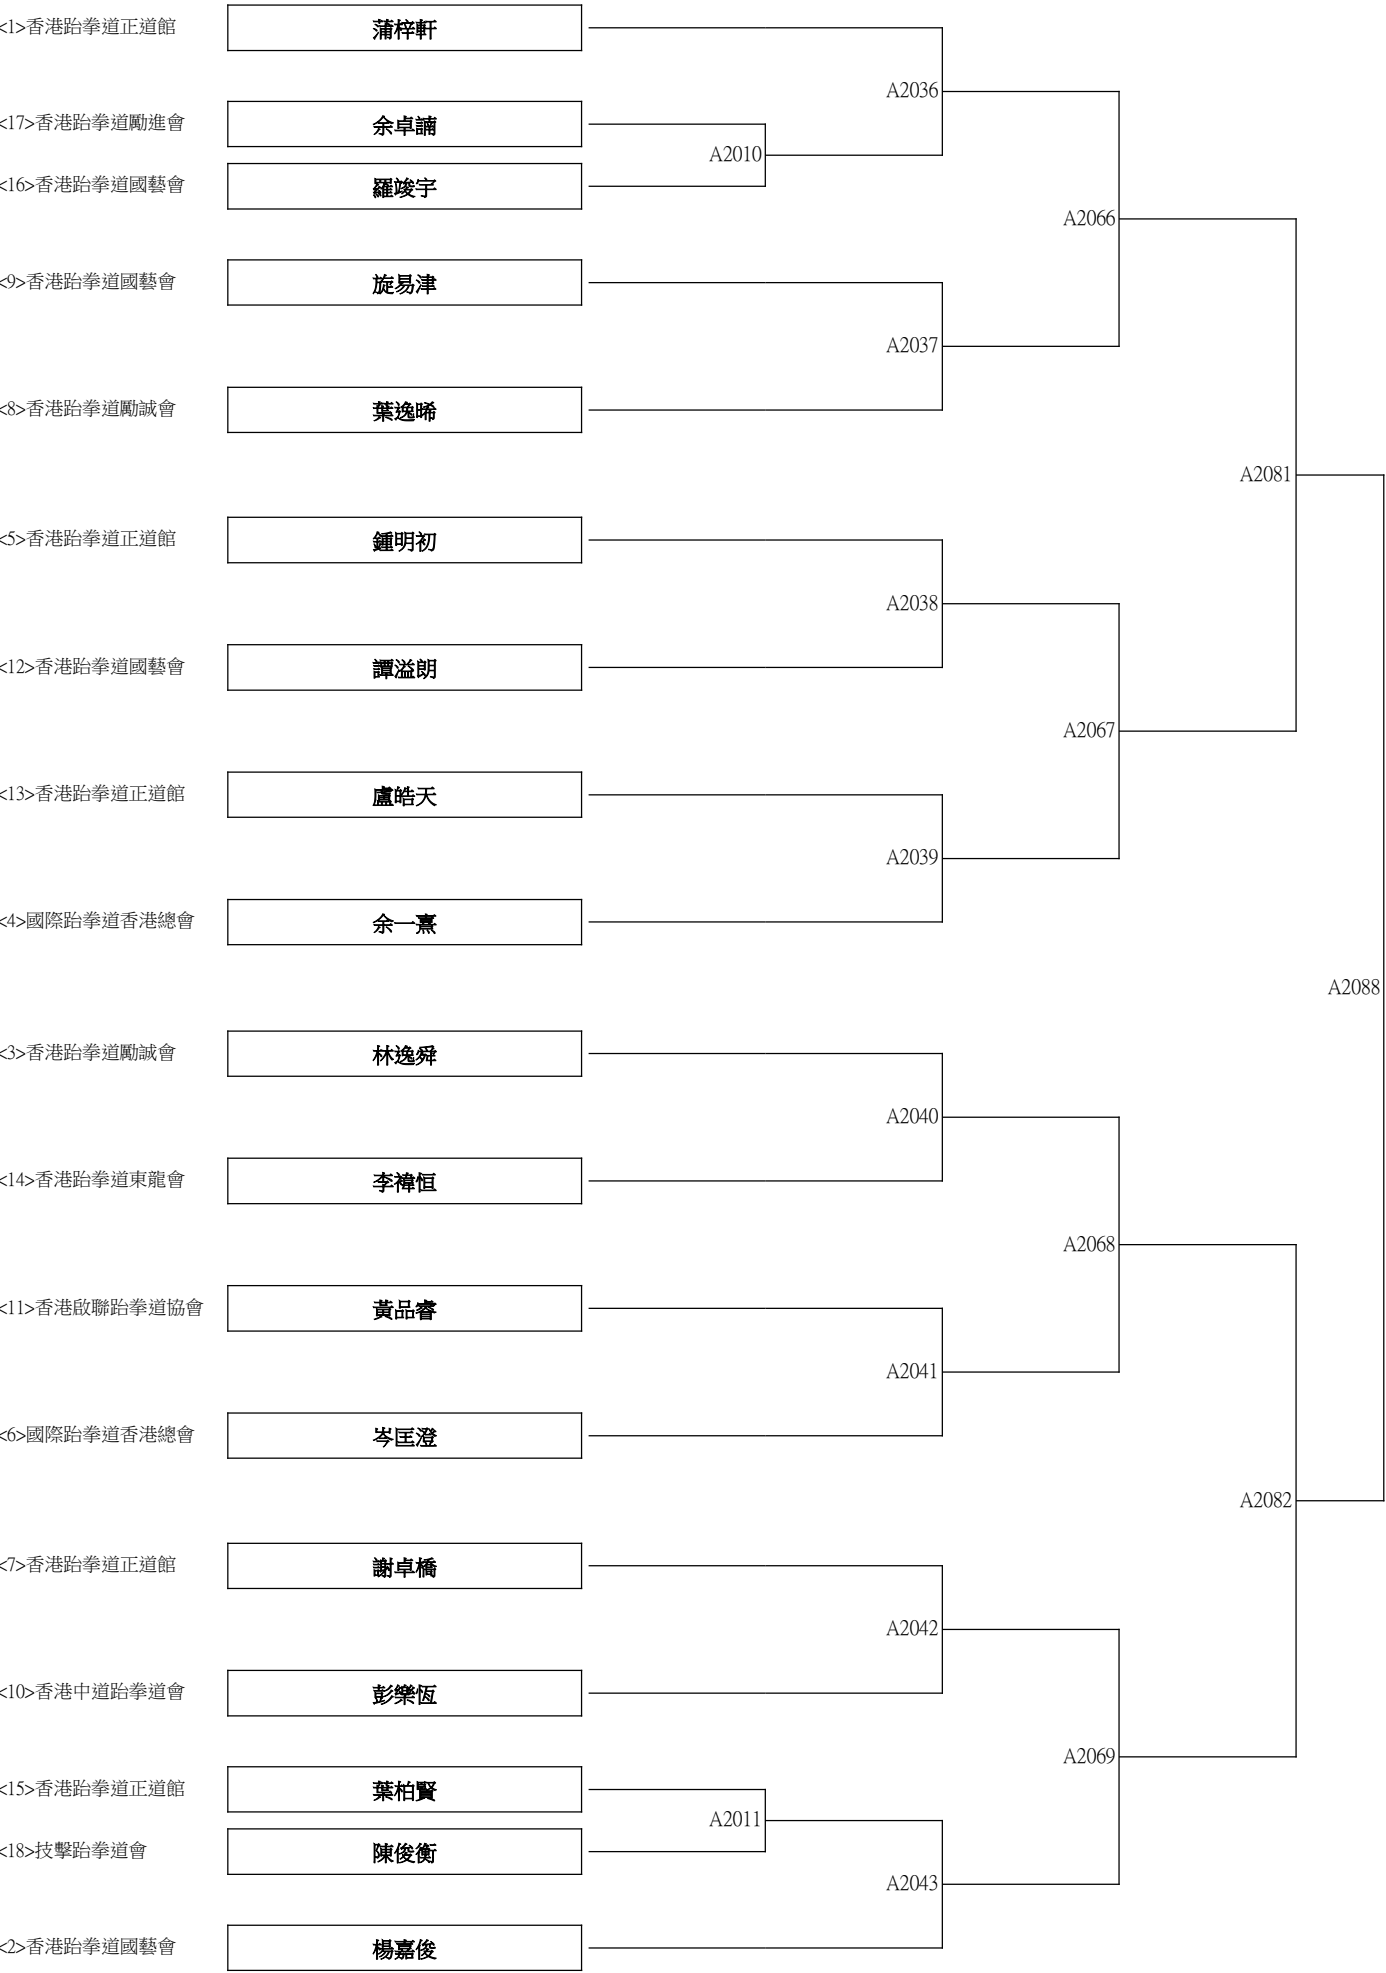 <1>香港跆拳道正道館 蒲梓軒
A2036
<17>香港跆拳道勵進會 余卓諵
A2010
<16>香港跆拳道國藝會 羅竣宇
A2066
<9>香港跆拳道國藝會 旋易津
A2037
<8>香港跆拳道勵誠會 葉逸晞
A2081
<5>香港跆拳道正道館 鍾明初
A2038
<12>香港跆拳道國藝會 譚溢朗
A2067
<13>香港跆拳道正道館 盧皓天
A2039
<4>國際跆拳道香港總會 余一熹
A2088
<3>香港跆拳道勵誠會 林逸舜
A2040
<14>香港跆拳道東龍會 李褘恒
A2068
<11>香港啟聯跆拳道協會 黃品睿
A2041
<6>國際跆拳道香港總會 岑匡澄
A2082
<7>香港跆拳道正道館 謝卓橋
A2042
<10>香港中道跆拳道會 彭樂恆
A2069
<15>香港跆拳道正道館 葉柏賢
A2011
<18>技擊跆拳道會 陳俊衡
A2043
<2>香港跆拳道國藝會 楊嘉俊